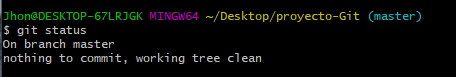 Jhon@DESKTOP-67LRJGK MINGW64 ~/Desktop/proyecto-Git (master)
$ git status
On branch master
nothing to commit, working tree clean